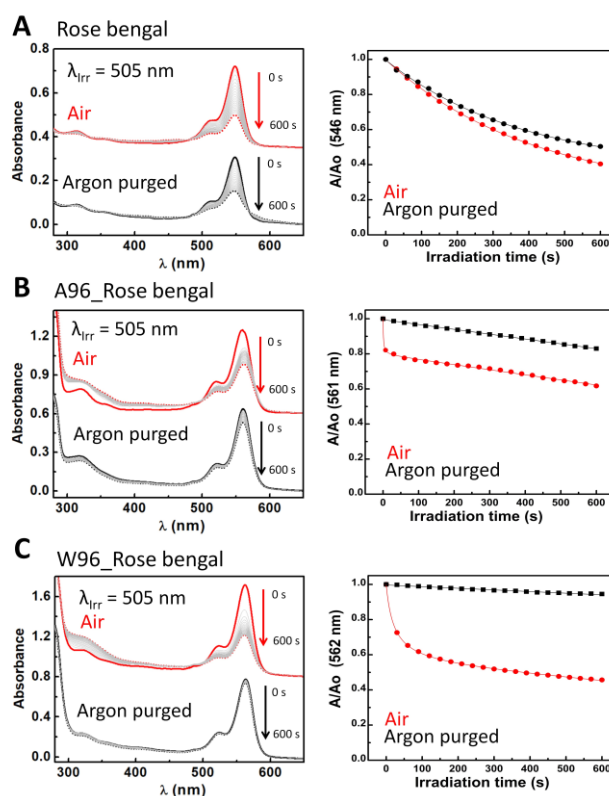 A
Rose bengal
λIrr = 505 nm
Air
0 s
600 s
Argon purged
0 s
600 s
0.8
0.6
0.4
0.2
0.0
Absorbance
300
400
500
600
λ (nm)
1.0
0.8
0.6
0.4
0.2
0.0
A/Ao (546 nm)
Air
Argon purged
0 100 200 300 400 500 600
Irradiation time (s)
B
A96_Rose bengal
λIrr = 505 nm
Air
0 s
600 s
Argon purged
0 s
600 s
1.2
0.9
0.6
0.3
0.0
Absorbance
300
400
500
600
λ (nm)
1.0
0.8
0.6
0.4
0.2
0.0
A/Ao (561 nm)
Air
Argon purged
0 100 200 300 400 500 600
Irradiation time (s)
C
W96_Rose bengal
λIrr = 505 nm
Air
0 s
600 s
Argon purged
0 s
600 s
1.8
1.2
0.6
0.0
Absorbance
300
400
500
600
λ (nm)
1.0
0.8
0.6
0.4
0.2
0.0
A/Ao (562 nm)
Air
Argon purged
0 100 200 300 400 500 600
Irradiation time (s)